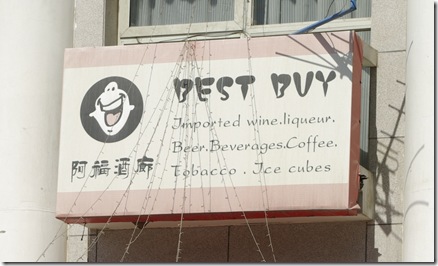 BEST BUY
Imported wine.liqueur.
Beer.Beverages.Coffee.
Tobacco . Ice cubes
阿福酒廊